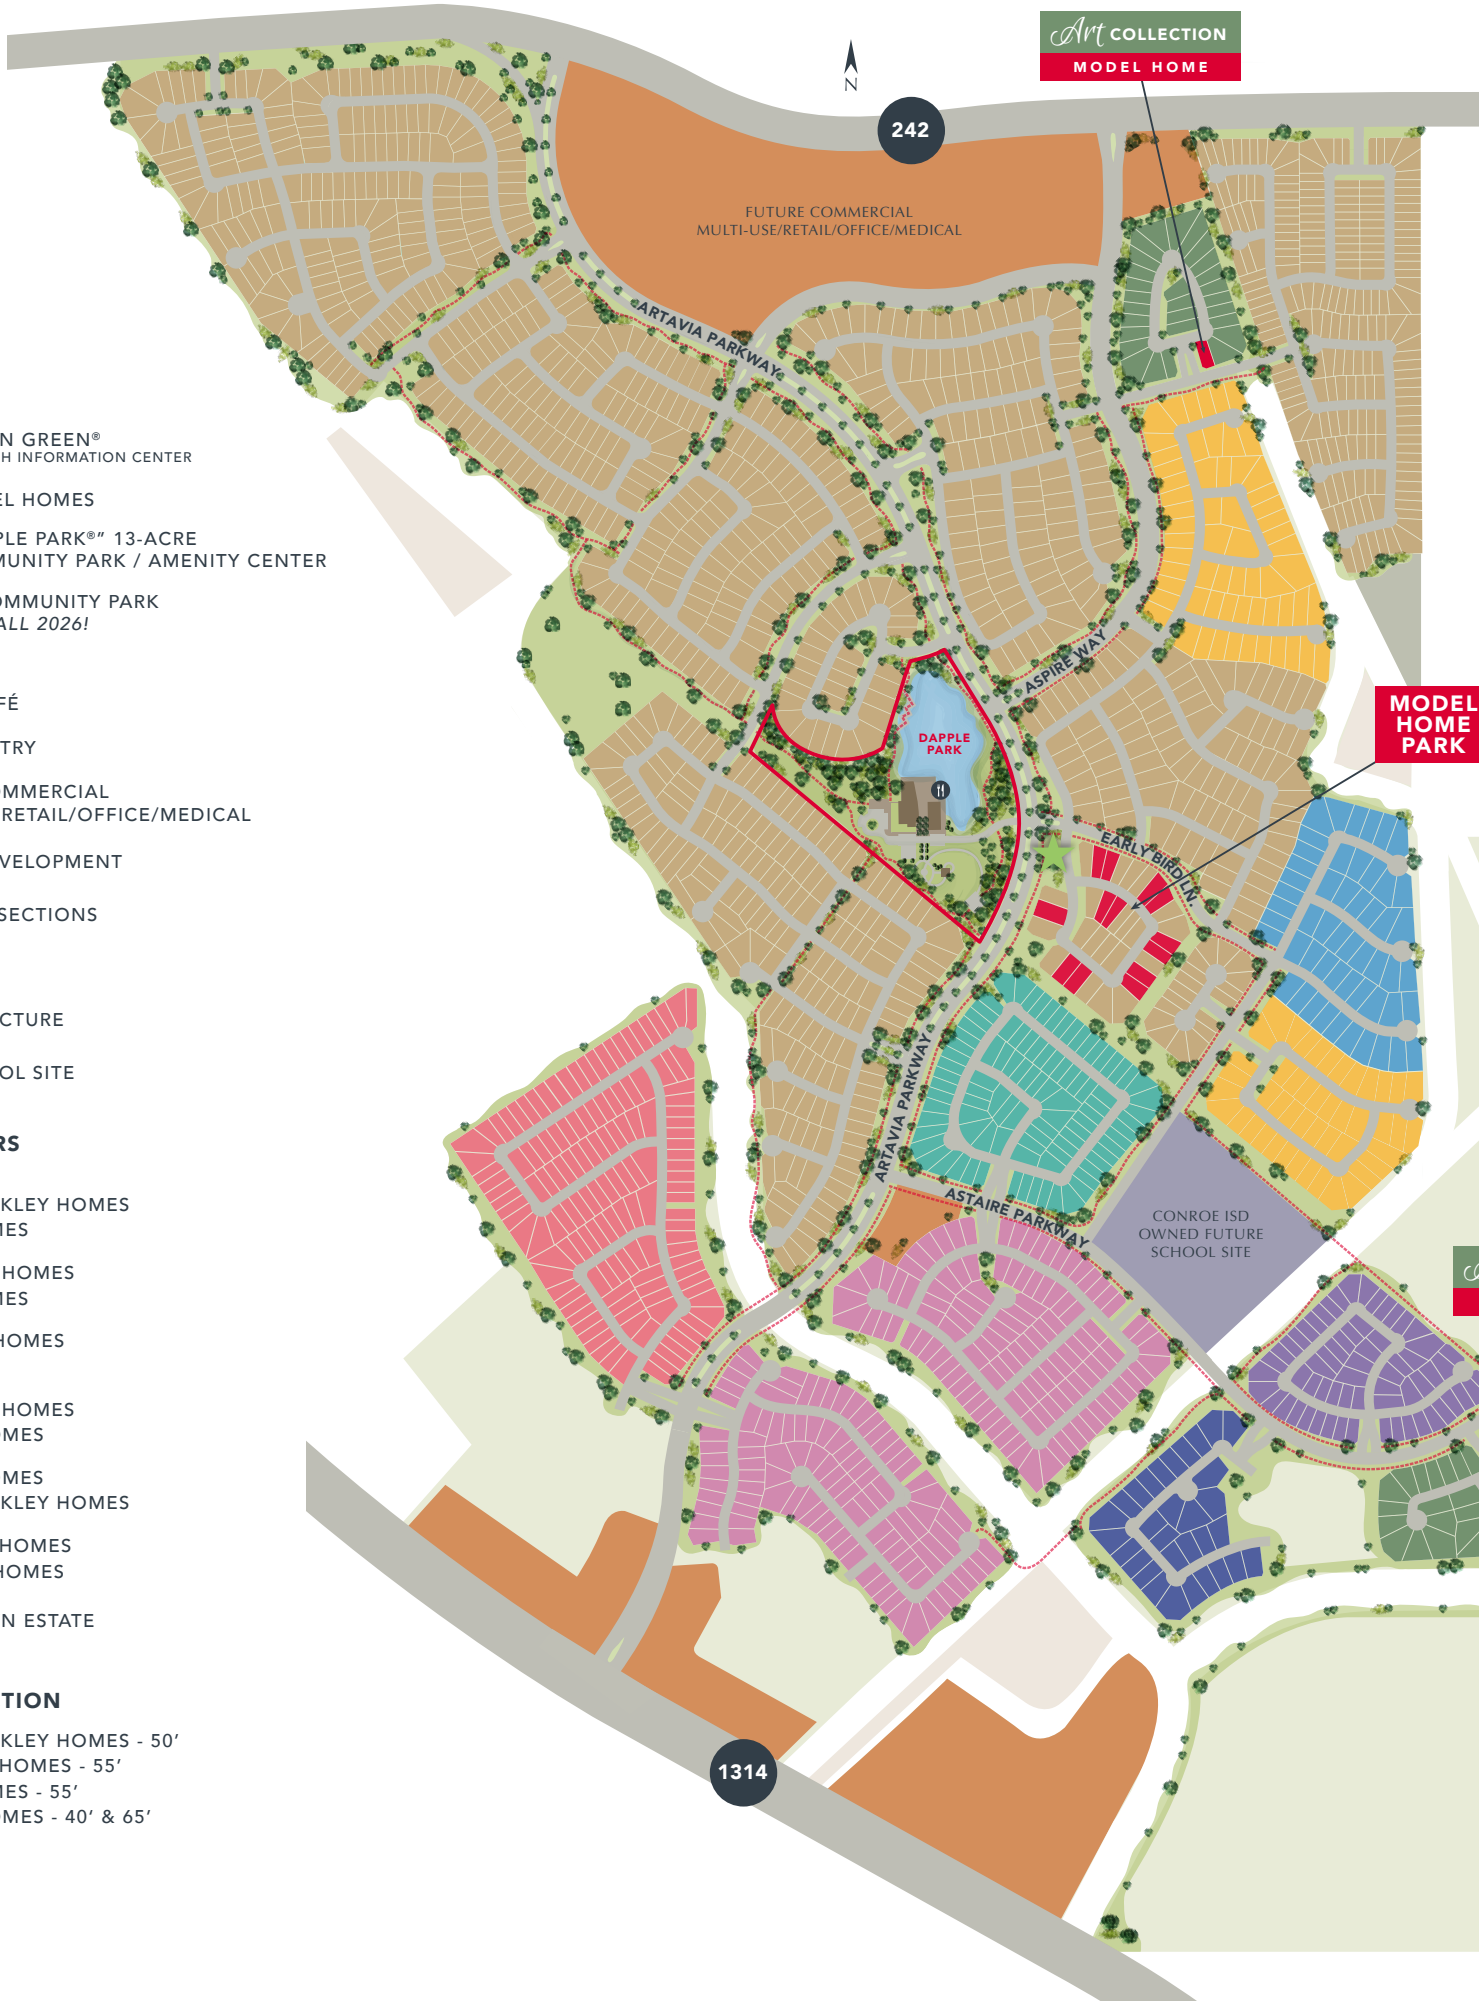 Art COLLECTION
MODEL HOME
N
242
FUTURE COMMERCIAL
MULTI-USE/RETAIL/OFFICE/MEDICAL
ARTAVIA PARKWAY
N GREEN®
H INFORMATION CENTER
EL HOMES
PLE PARK®” 13-ACRE
MUNITY PARK / AMENITY CENTER
OMMUNITY PARK
ALL 2026!
FÉ
TRY
OMMERCIAL
RETAIL/OFFICE/MEDICAL
VELOPMENT
SECTIONS
CTURE
OL SITE
RS
KLEY HOMES
MES
HOMES
MES
HOMES
HOMES
OMES
OMES
KLEY HOMES
HOMES
HOMES
N ESTATE
TION
KLEY HOMES - 50’
HOMES - 55’
MES - 55’
OMES - 40’ & 65’
ASPIRE WAY
DAPPLE
PARK
MODEL
HOME
PARK
EARLY BIRD LN.
ARTAVIA PARKWAY
ASTAIRE PARKWAY
CONROE ISD
OWNED FUTURE
SCHOOL SITE
1314